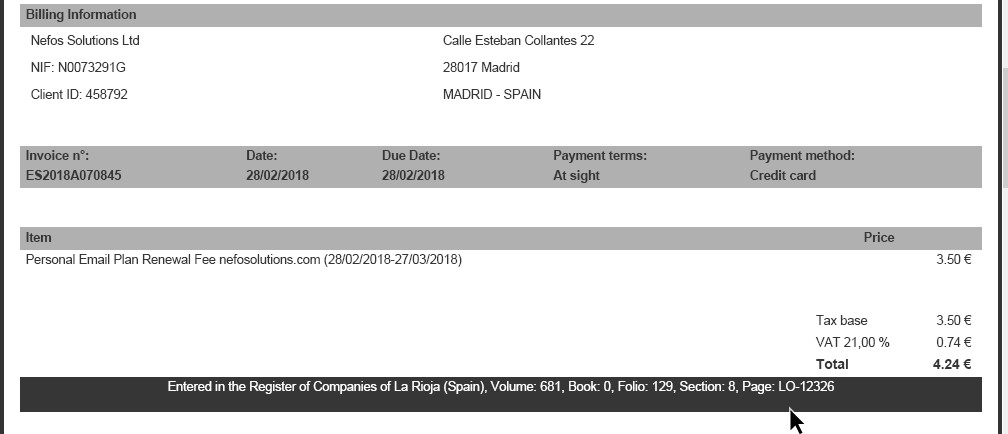 Billing Information
Nefos Solutions Ltd Calle Esteban Collantes 22
NIF: N0073291G 28017 Madrid
Client ID: 458792 MADRID - SPAIN
Invoice nº: Date: Due Date: Payment terms: Payment method:
ES2018A070845 28/02/2018 28/02/2018 At sight Credit card
Item Price
Personal Email Plan Renewal Fee nefosolutions.com (28/02/2018-27/03/2018) 3.50 €
Tax base 3.50 €
VAT 21,00 % 0.74 €
Total 4.24 €
Entered in the Register of Companies of La Rioja (Spain), Volume: 681, Book: 0, Folio: 129, Section: 8, Page: LO-12326